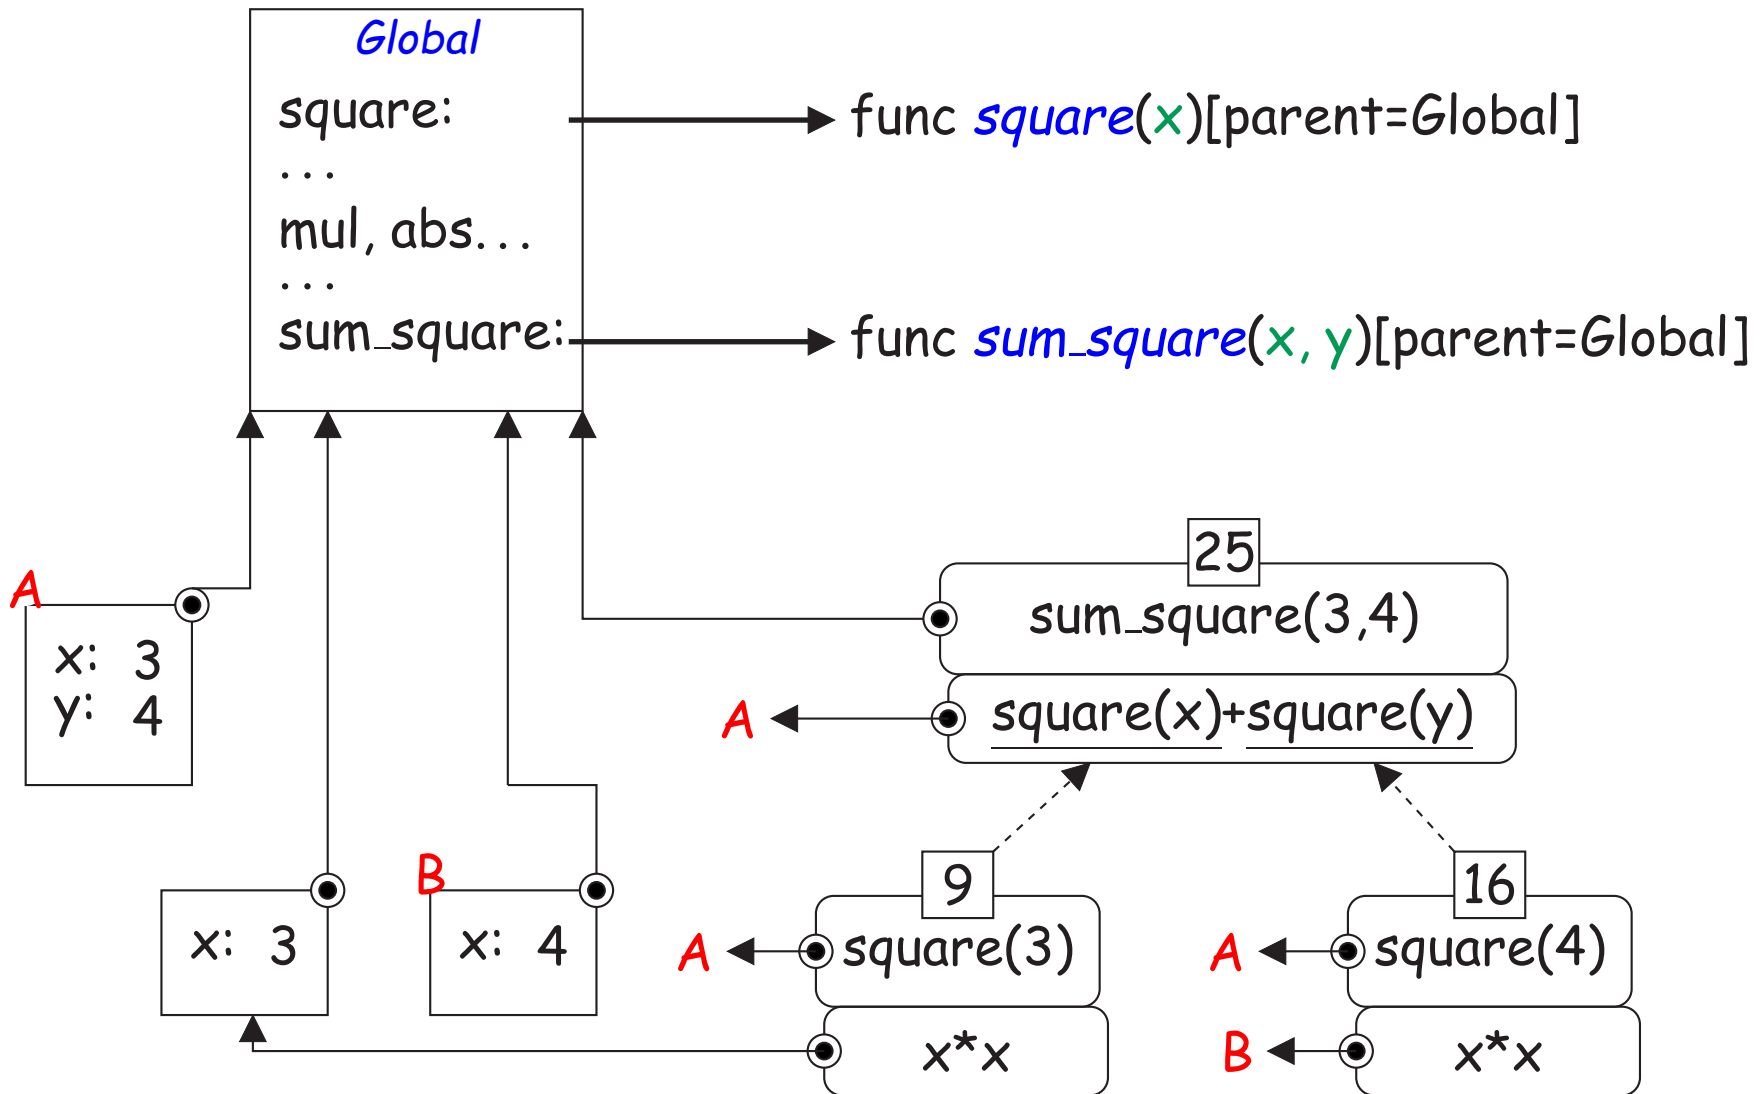 Global
square:
func square(x)[parent=Global]
...
mul, abs...
...
sum_square:
func sum_square(x, y)[parent=Global]
25
A
sum_square(3,4)
x: 3
y: 4
A
square(x)+square(y)
B
9
16
x: 3
x: 4
A
square(3)
A
square(4)
x*x
B
x*x